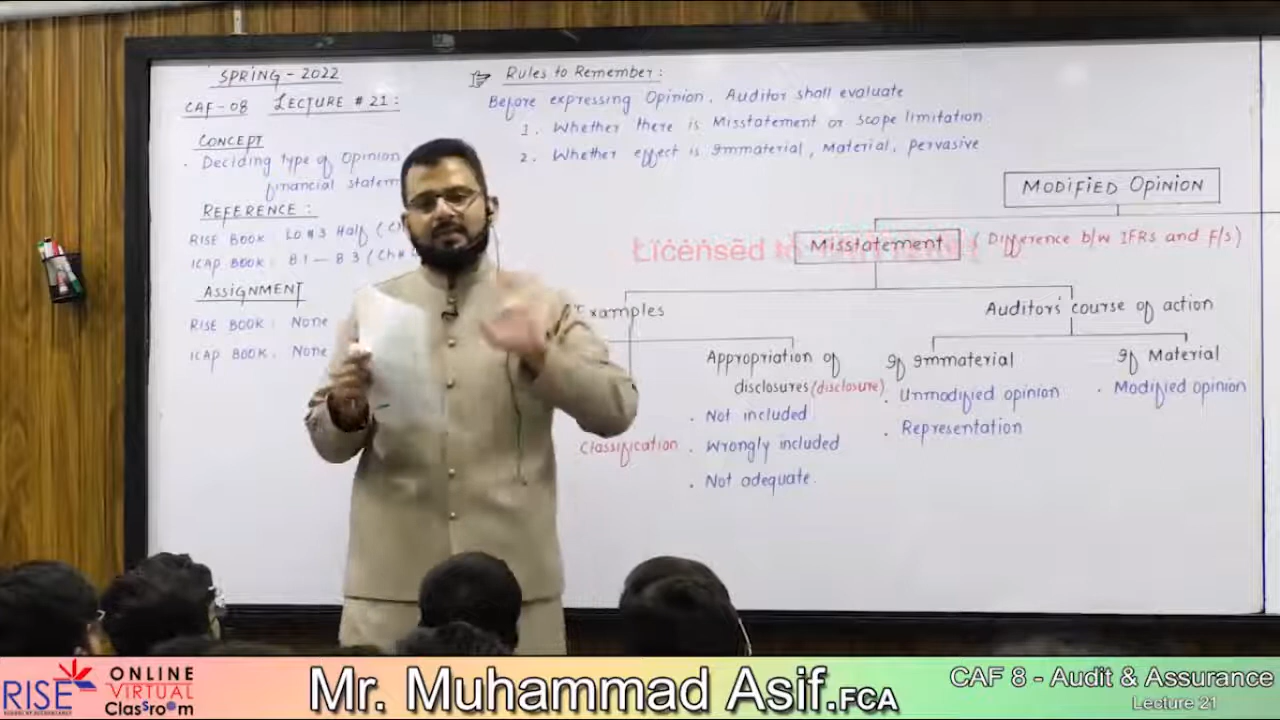 SPRING - 2022
CAF-08 LECTURE # 21:
CONCEPT
. Deciding type of Opinion
financial statem
REFERENCE:
RISE BOOK: LO #3 Half (Ch
ICAP BOOK: B1 - B3 (Ch#
ASSIGNMENT
RISE BOOK: None
ICAP BOOK: None
Rules to Remember:
Before expressing Opinion, Auditor shall evaluate
1. Whether there is Misstatement or scope limitation
2. Whether effect is Immaterial, Material, pervasive
MODIFIED OPINION
Licensed to
Misstatement (Difference b/w IFRs and F/s)
Examples
Auditor's course of action
Appropriation of
disclosures (disclosure)
. Not included
Classification . Wrongly included
. Not adequate.
If Immaterial
. Unmodified opinion
. Representation
If Material
. Modified opinion
RISE
ONLINE
VIRTUAL
Classroom
Mr. Muhammad Asif.FCA
CAF 8 - Audit & Assurance
Lecture 21